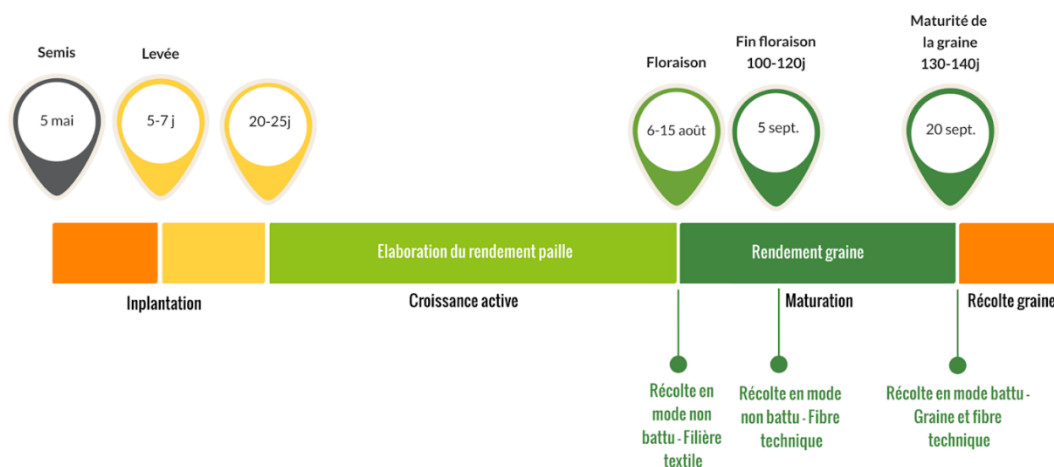 Semis
5 mai
Levée
5-7 j
20-25j
Floraison
6-15 août
Fin floraison
100-120j
5 sept.
Maturité de
la graine
130-140j
20 sept.
Elaboration du rendement paille
Rendement graine
Inplantation
Croissance active
Maturation
Récolte graine
Récolte en
mode non
battu - Filière
textile
Récolte en mode
non battu - Fibre
technique
Récolte en mode battu -
Graine et fibre
technique